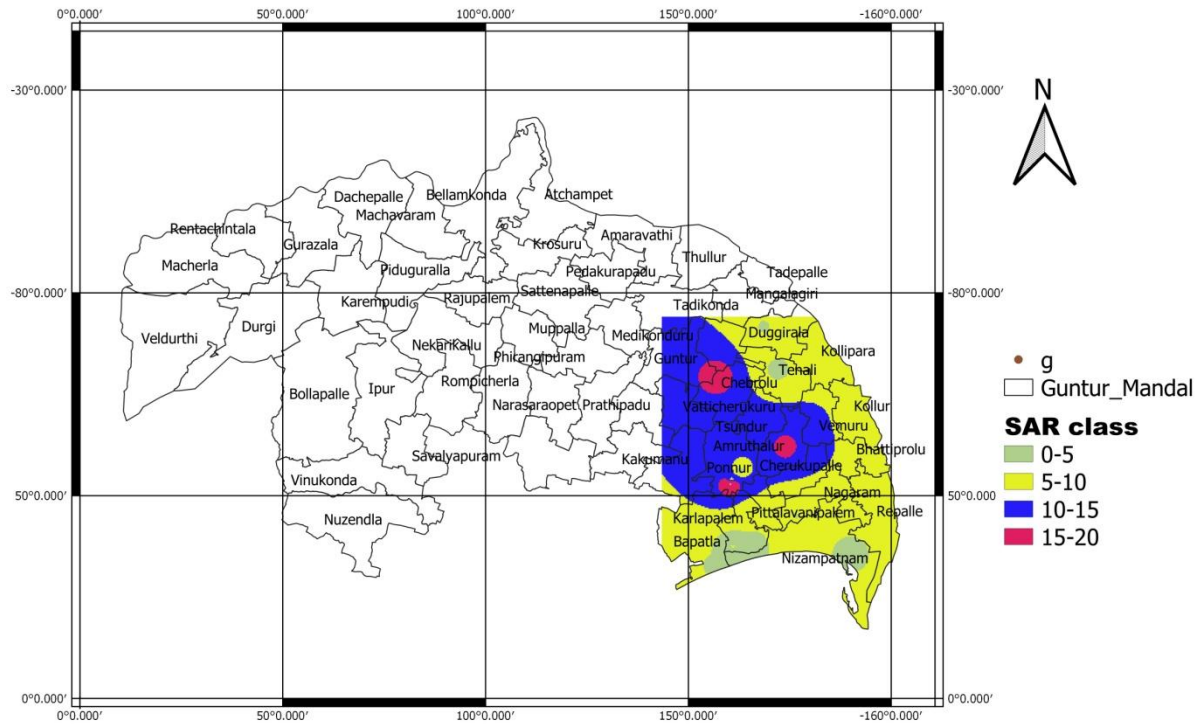 0°0.000' 50°0.000' 100°0.000' 150°0.000' -160°0.000'
-30°0.000' -30°0.000'
N
Dachepalle Bellamkonda Atchampet
Machavaram
Rentachintala Gurazala Krosuru Amaravathi
Macherla Piduguralla Pedakurapadu Thullur Tadepalle
-80°0.000' -80°0.000'
Karempudi Rajupalem Sattenapalle Tadikonda Mangalagiri
Veldurthi Durgi Nekarikallu Muppalla Medikonduru Duggirala
Phirangipuram Guntur Kollipara
Bollapalle Ipur Rompicherla Chebrolu Tehali
Narasaraopet Prathipadu Vatticherukuru Kollur
Tsundur Vemuru
Savalyapuram Kakumanu Amruthalur Bhattiprolu
Ponnur Cherukupalle
Vinukonda Nagaram
50°0.000' 50°0.000
Nuzendla Karlapalem Pittalavanipalem Repalle
Bapatla Nizampatnam
g
Guntur_Mandal
SAR class
0-5
5-10
10-15
15-20
0°0.000' 0°0.000'
0°0.000' 50°0.000' 100°0.000' 150°0.000' -160°0.000'